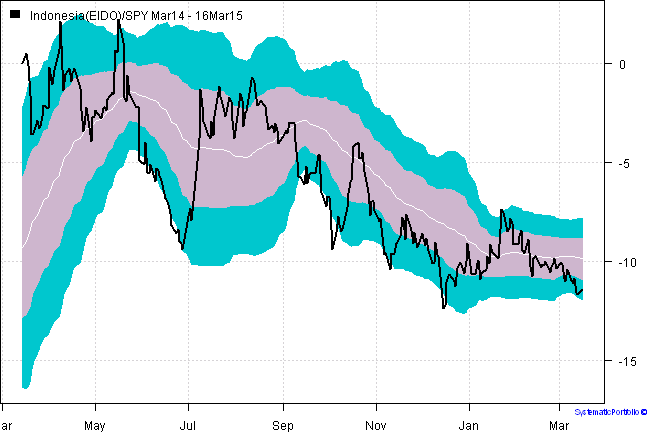 Indonesia(EIDO)/SPY Mar14 - 16Mar15
0
-5
-10
-15
ar May Jul Sep Nov Jan Mar
SystematicPortfolio ©